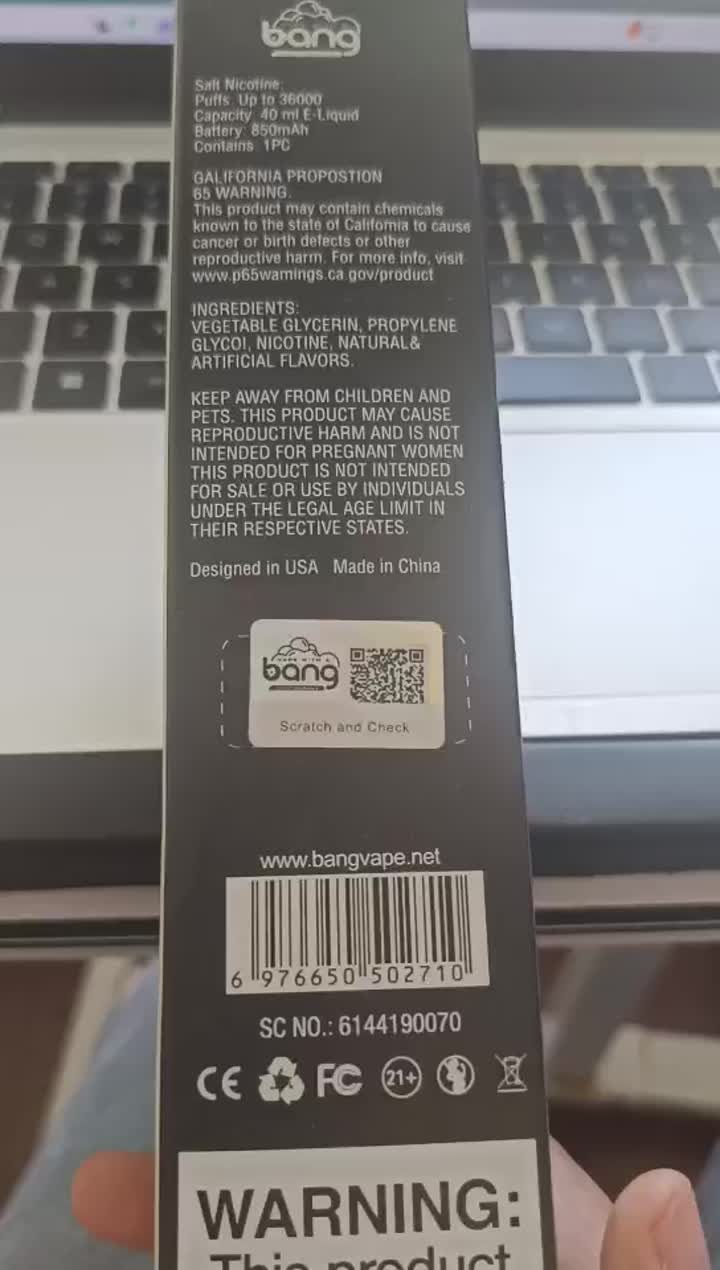 bang
Salt Nicotine:
Puffs: Up to 36000
Capacity: 40 ml E-Liquid
Battery: 850mAh
Contains: 1PC
GALIFORNIA PROPOSTION
65 WARNING.
This product may contain chemicals
known to the state of California to cause
cancer or birth defects or other
reproductive harm. For more info, visit
www.p65wamings.ca.gov/product
INGREDIENTS:
VEGETABLE GLYCERIN, PROPYLENE
GLYCOI, NICOTINE, NATURAL&
ARTIFICIAL FLAVORS.
KEEP AWAY FROM CHILDREN AND
PETS. THIS PRODUCT MAY CAUSE
REPRODUCTIVE HARM AND IS NOT
INTENDED FOR PREGNANT WOMEN
THIS PRODUCT IS NOT INTENDED
FOR SALE OR USE BY INDIVIDUALS
UNDER THE LEGAL AGE LIMIT IN
THEIR RESPECTIVE STATES.
Designed in USA Made in China
VAPE WITH A
bang
Scratch and Check
www.bangvape.net
6 976650 502710
SC NO.: 6144190070
CE FC 21+
WARNING:
This product